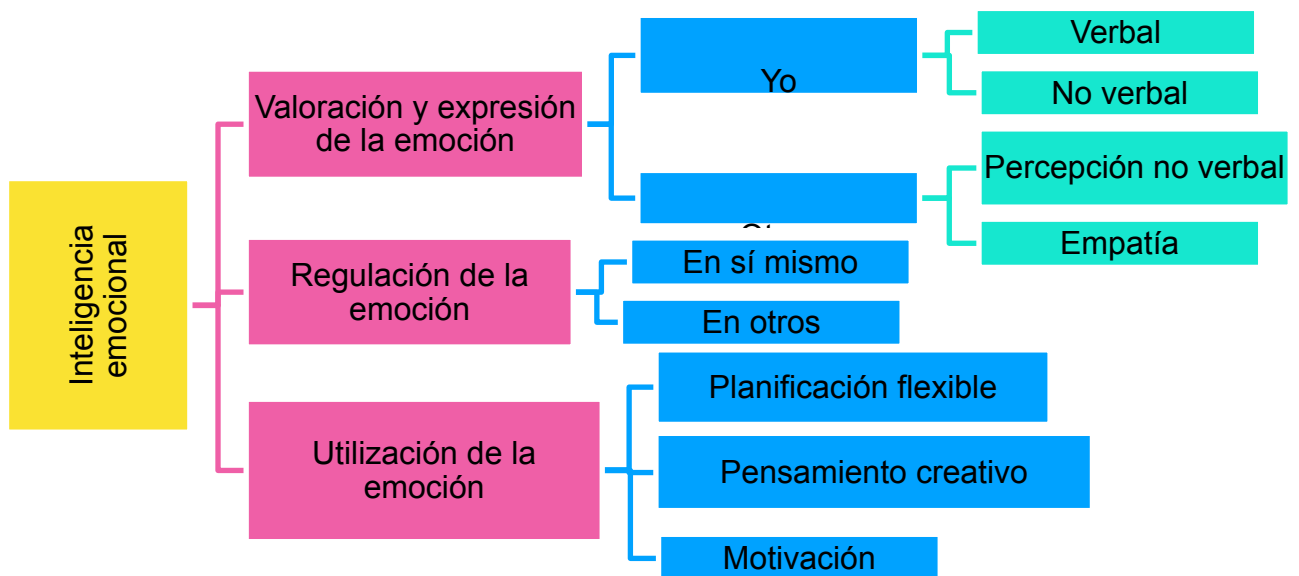 Inteligencia
emocional
Valoración y expresión
de la emoción
Yo
Verbal
No verbal
Percepción no verbal
Empatía
Regulación de la
emoción
En sí mismo
En otros
Utilización de la
emoción
Planificación flexible
Pensamiento creativo
Motivación